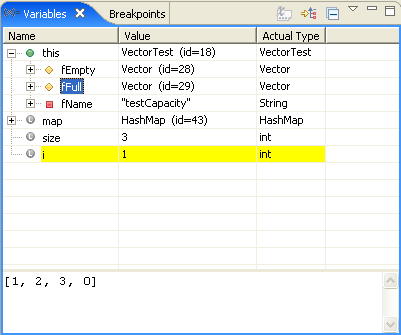 Variables Breakpoints
Name Value Actual Type
this VectorTest (id=18) VectorTest
fEmpty Vector (id=28) Vector
fFull Vector (id=29) Vector
fName "testCapacity" String
map HashMap (id=43) HashMap
size 3 int
i 1 int
[1, 2, 3, 0]